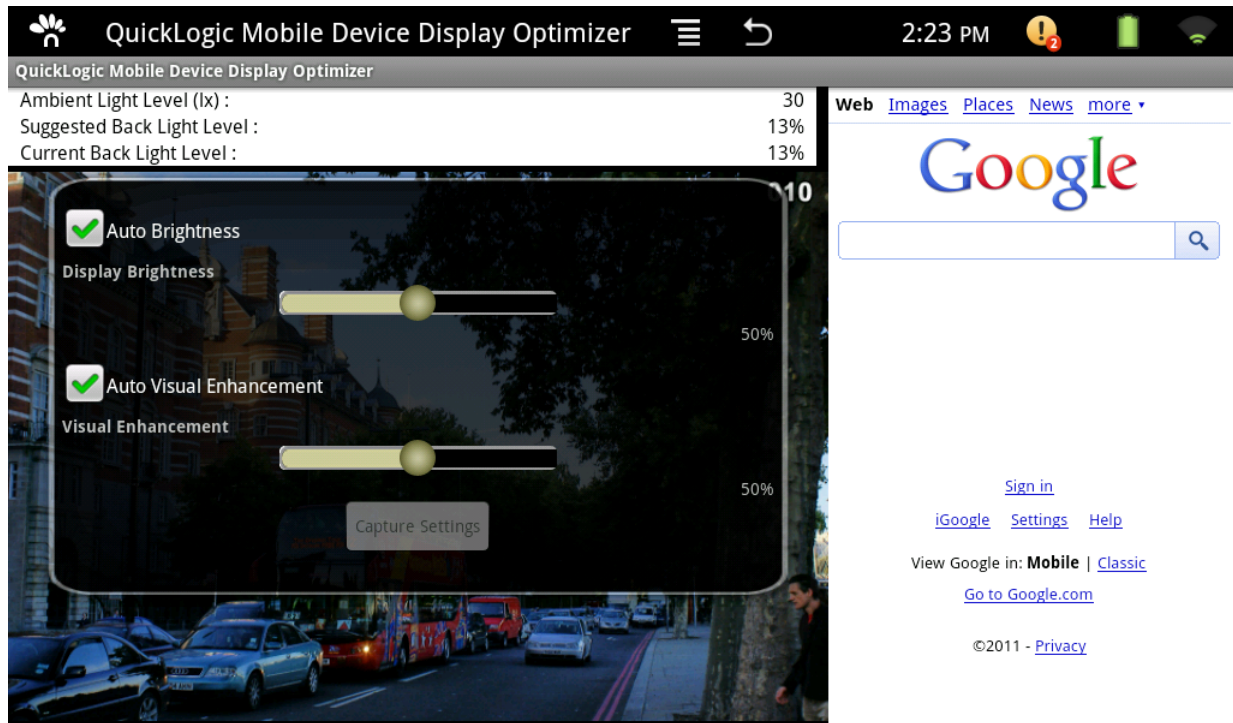 QuickLogic Mobile Device Display Optimizer 2:23 PM 2
QuickLogic Mobile Device Display Optimizer
Ambient Light Level (lx) : 30
Suggested Back Light Level : 13%
Current Back Light Level : 13%
10
Auto Brightness
Display Brightness
50%
Auto Visual Enhancement
Visual Enhancement
50%
Capture Settings
Web Images Places News more ▾
Google
Sign in
iGoogle Settings Help
View Google in: Mobile | Classic
Go to Google.com
©2011 - Privacy